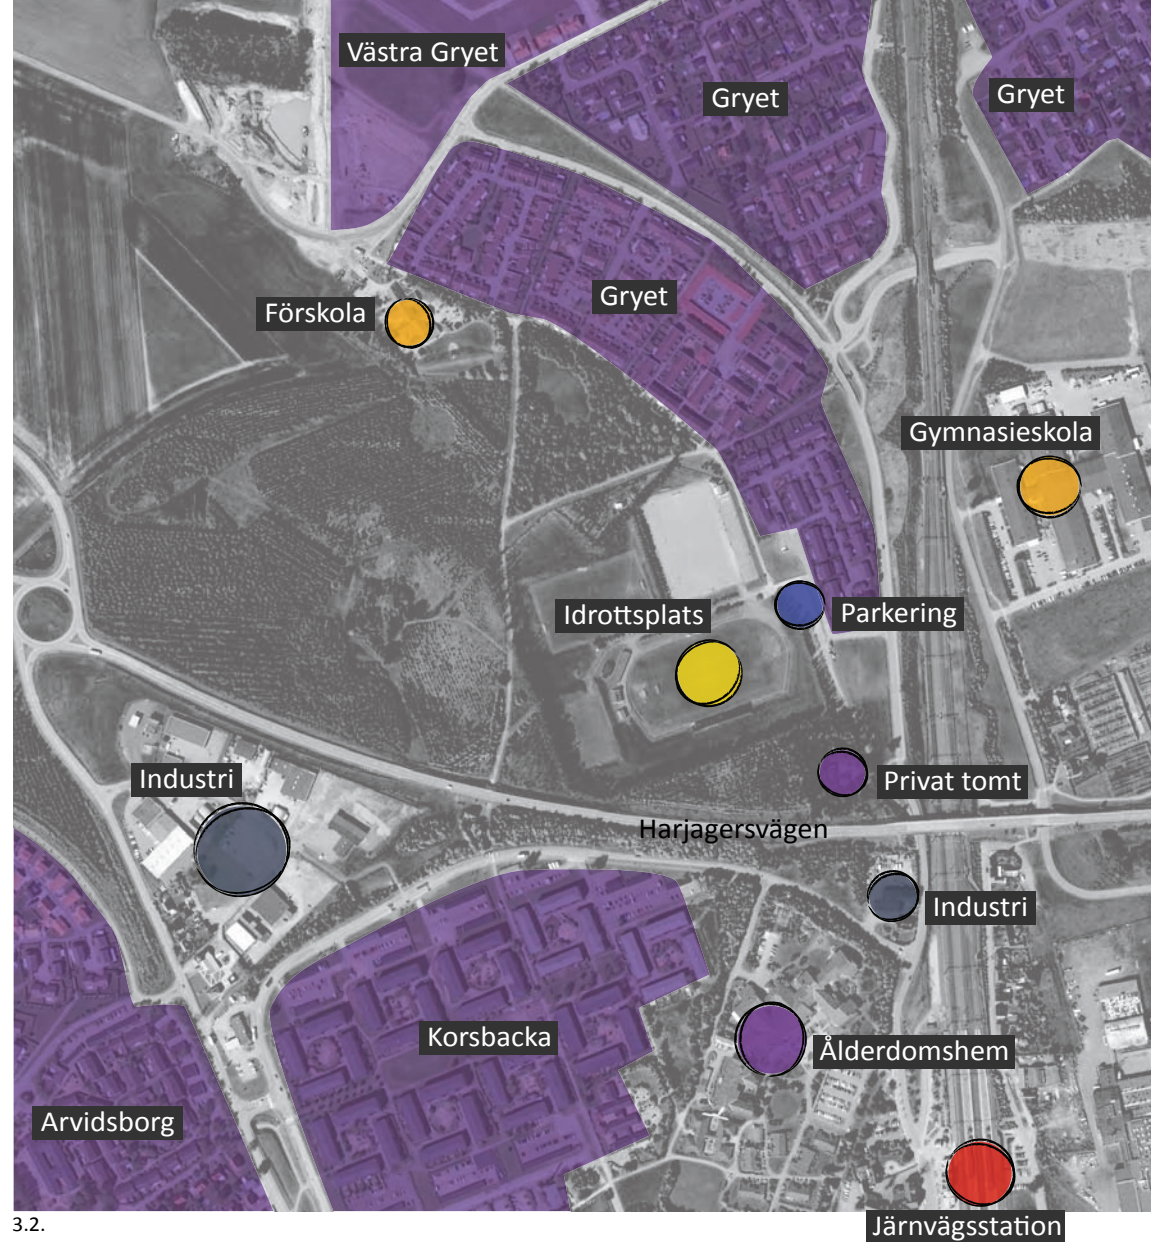 Västra Gryet
Gryet
Gryet
Gryet
Förskola
Gymnasieskola
Idrottsplats
Parkering
Industri
Privat tomt
Harjagersvägen
Industri
Korsbacka
Ålderdomshem
Arvidsborg
3.2.
Järnvägsstation